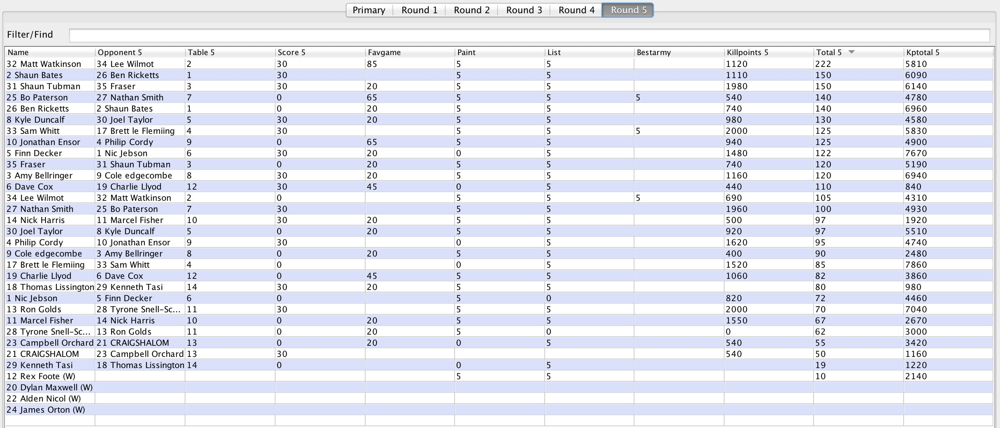 Primary Round 1 Round 2 Round 3 Round 4 Round 5
Filter/Find
Name Opponent 5 Table 5 Score 5 Favgame Paint List Bestarmy Killpoints 5 Total 5 Kptotal 5
32 Matt Watkinson 34 Lee Wilmot 2 30 85 5 5 1120 222 5810
2 Shaun Bates 26 Ben Ricketts 1 30 5 5 1110 150 6090
31 Shaun Tubman 35 Fraser 3 30 20 5 5 1980 150 6140
25 Bo Paterson 27 Nathan Smith 7 0 65 5 5 5 540 140 4780
26 Ben Ricketts 2 Shaun Bates 1 0 20 5 5 740 140 6960
8 Kyle Duncalf 30 Joel Taylor 5 30 20 5 5 980 130 4580
33 Sam Whitt 17 Brett le Flemiing 4 30 5 5 5 2000 125 5830
10 Jonathan Ensor 4 Philip Cordy 9 0 65 5 5 940 125 4900
5 Finn Decker 1 Nic Jebson 6 30 20 0 5 1480 122 7670
35 Fraser 31 Shaun Tubman 3 0 20 5 5 740 120 5190
3 Amy Bellringer 9 Cole edgecombe 8 30 20 5 5 1160 120 6940
6 Dave Cox 19 Charlie Llyod 12 30 45 0 5 440 110 840
34 Lee Wilmot 32 Matt Watkinson 2 0 5 5 5 690 105 4310
27 Nathan Smith 25 Bo Paterson 7 30 5 5 1960 100 4930
14 Nick Harris 11 Marcel Fisher 10 30 20 5 5 500 97 1920
30 Joel Taylor 8 Kyle Duncalf 5 0 20 5 5 920 97 5510
4 Philip Cordy 10 Jonathan Ensor 9 30 0 5 1620 95 4740
9 Cole edgecombe 3 Amy Bellringer 8 0 20 5 5 400 90 2480
17 Brett le Flemiing 33 Sam Whitt 4 0 0 5 1520 85 7860
19 Charlie Llyod 6 Dave Cox 12 0 45 5 5 1060 82 3860
18 Thomas Lissington 29 Kenneth Tasi 14 30 20 5 5 80 980
1 Nic Jebson 5 Finn Decker 6 0 5 0 820 72 4460
13 Ron Golds 28 Tyrone Snell-Sc... 11 30 5 5 2000 70 7040
11 Marcel Fisher 14 Nick Harris 10 0 20 5 5 1550 67 2670
28 Tyrone Snell-Sc... 13 Ron Golds 11 0 20 5 0 0 62 3000
23 Campbell Orchard 21 CRAIGSHALOM 13 0 20 0 5 540 55 3420
21 CRAIGSHALOM 23 Campbell Orchard 13 30 540 50 1160
29 Kenneth Tasi 18 Thomas Lissington 14 0 0 5 19 1220
12 Rex Foote (W) 5 5 10 2140
20 Dylan Maxwell (W)
22 Alden Nicol (W)
24 James Orton (W)